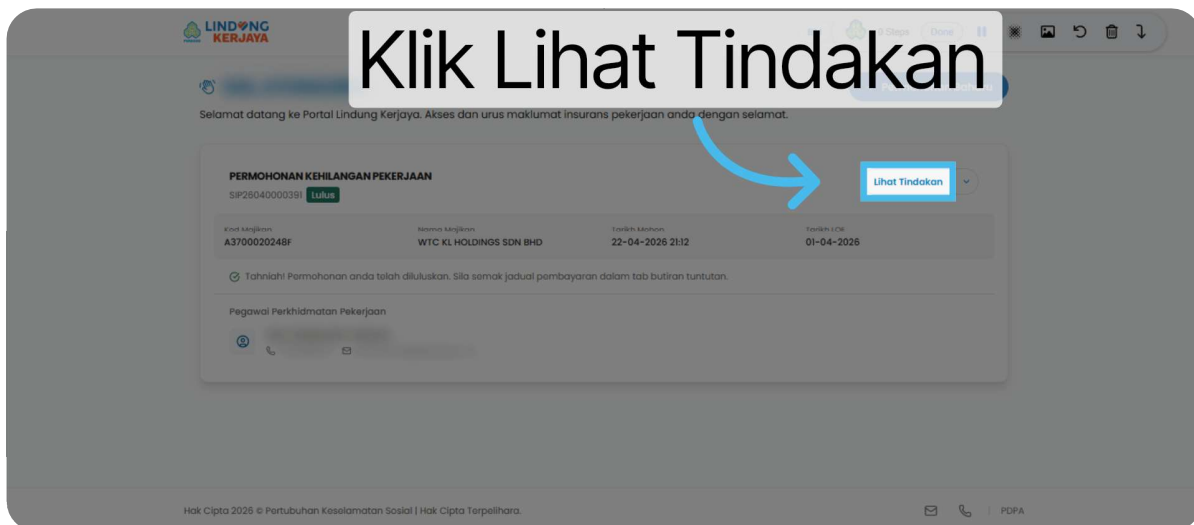 LINDUNG
KERJAYA
Klik Lihat Tindakan
Steps
Done
Selamat datang ke Portal Lindung Kerjaya. Akses dan urus maklumat insurans pekerjaan anda dengan selamat.
PERMOHONAN KEHILANGAN PEKERJAAN
Lihat Tindakan
SIP26040000391 Lulus
Kod Majikan
Nama Majikan
Tarikh Mohon
Tarikh LOE
A3700020248F
WTC KL HOLDINGS SDN BHD
22-04-2026 21:12
01-04-2026
Tahniah! Permohonan anda telah diluluskan. Sila semak jadual pembayaran dalam tab butiran tuntutan.
Pegawai Perkhidmatan Pekerjaan
Hak Cipta 2026 © Pertubuhan Keselamatan Sosial | Hak Cipta Terpelihara.
| PDPA